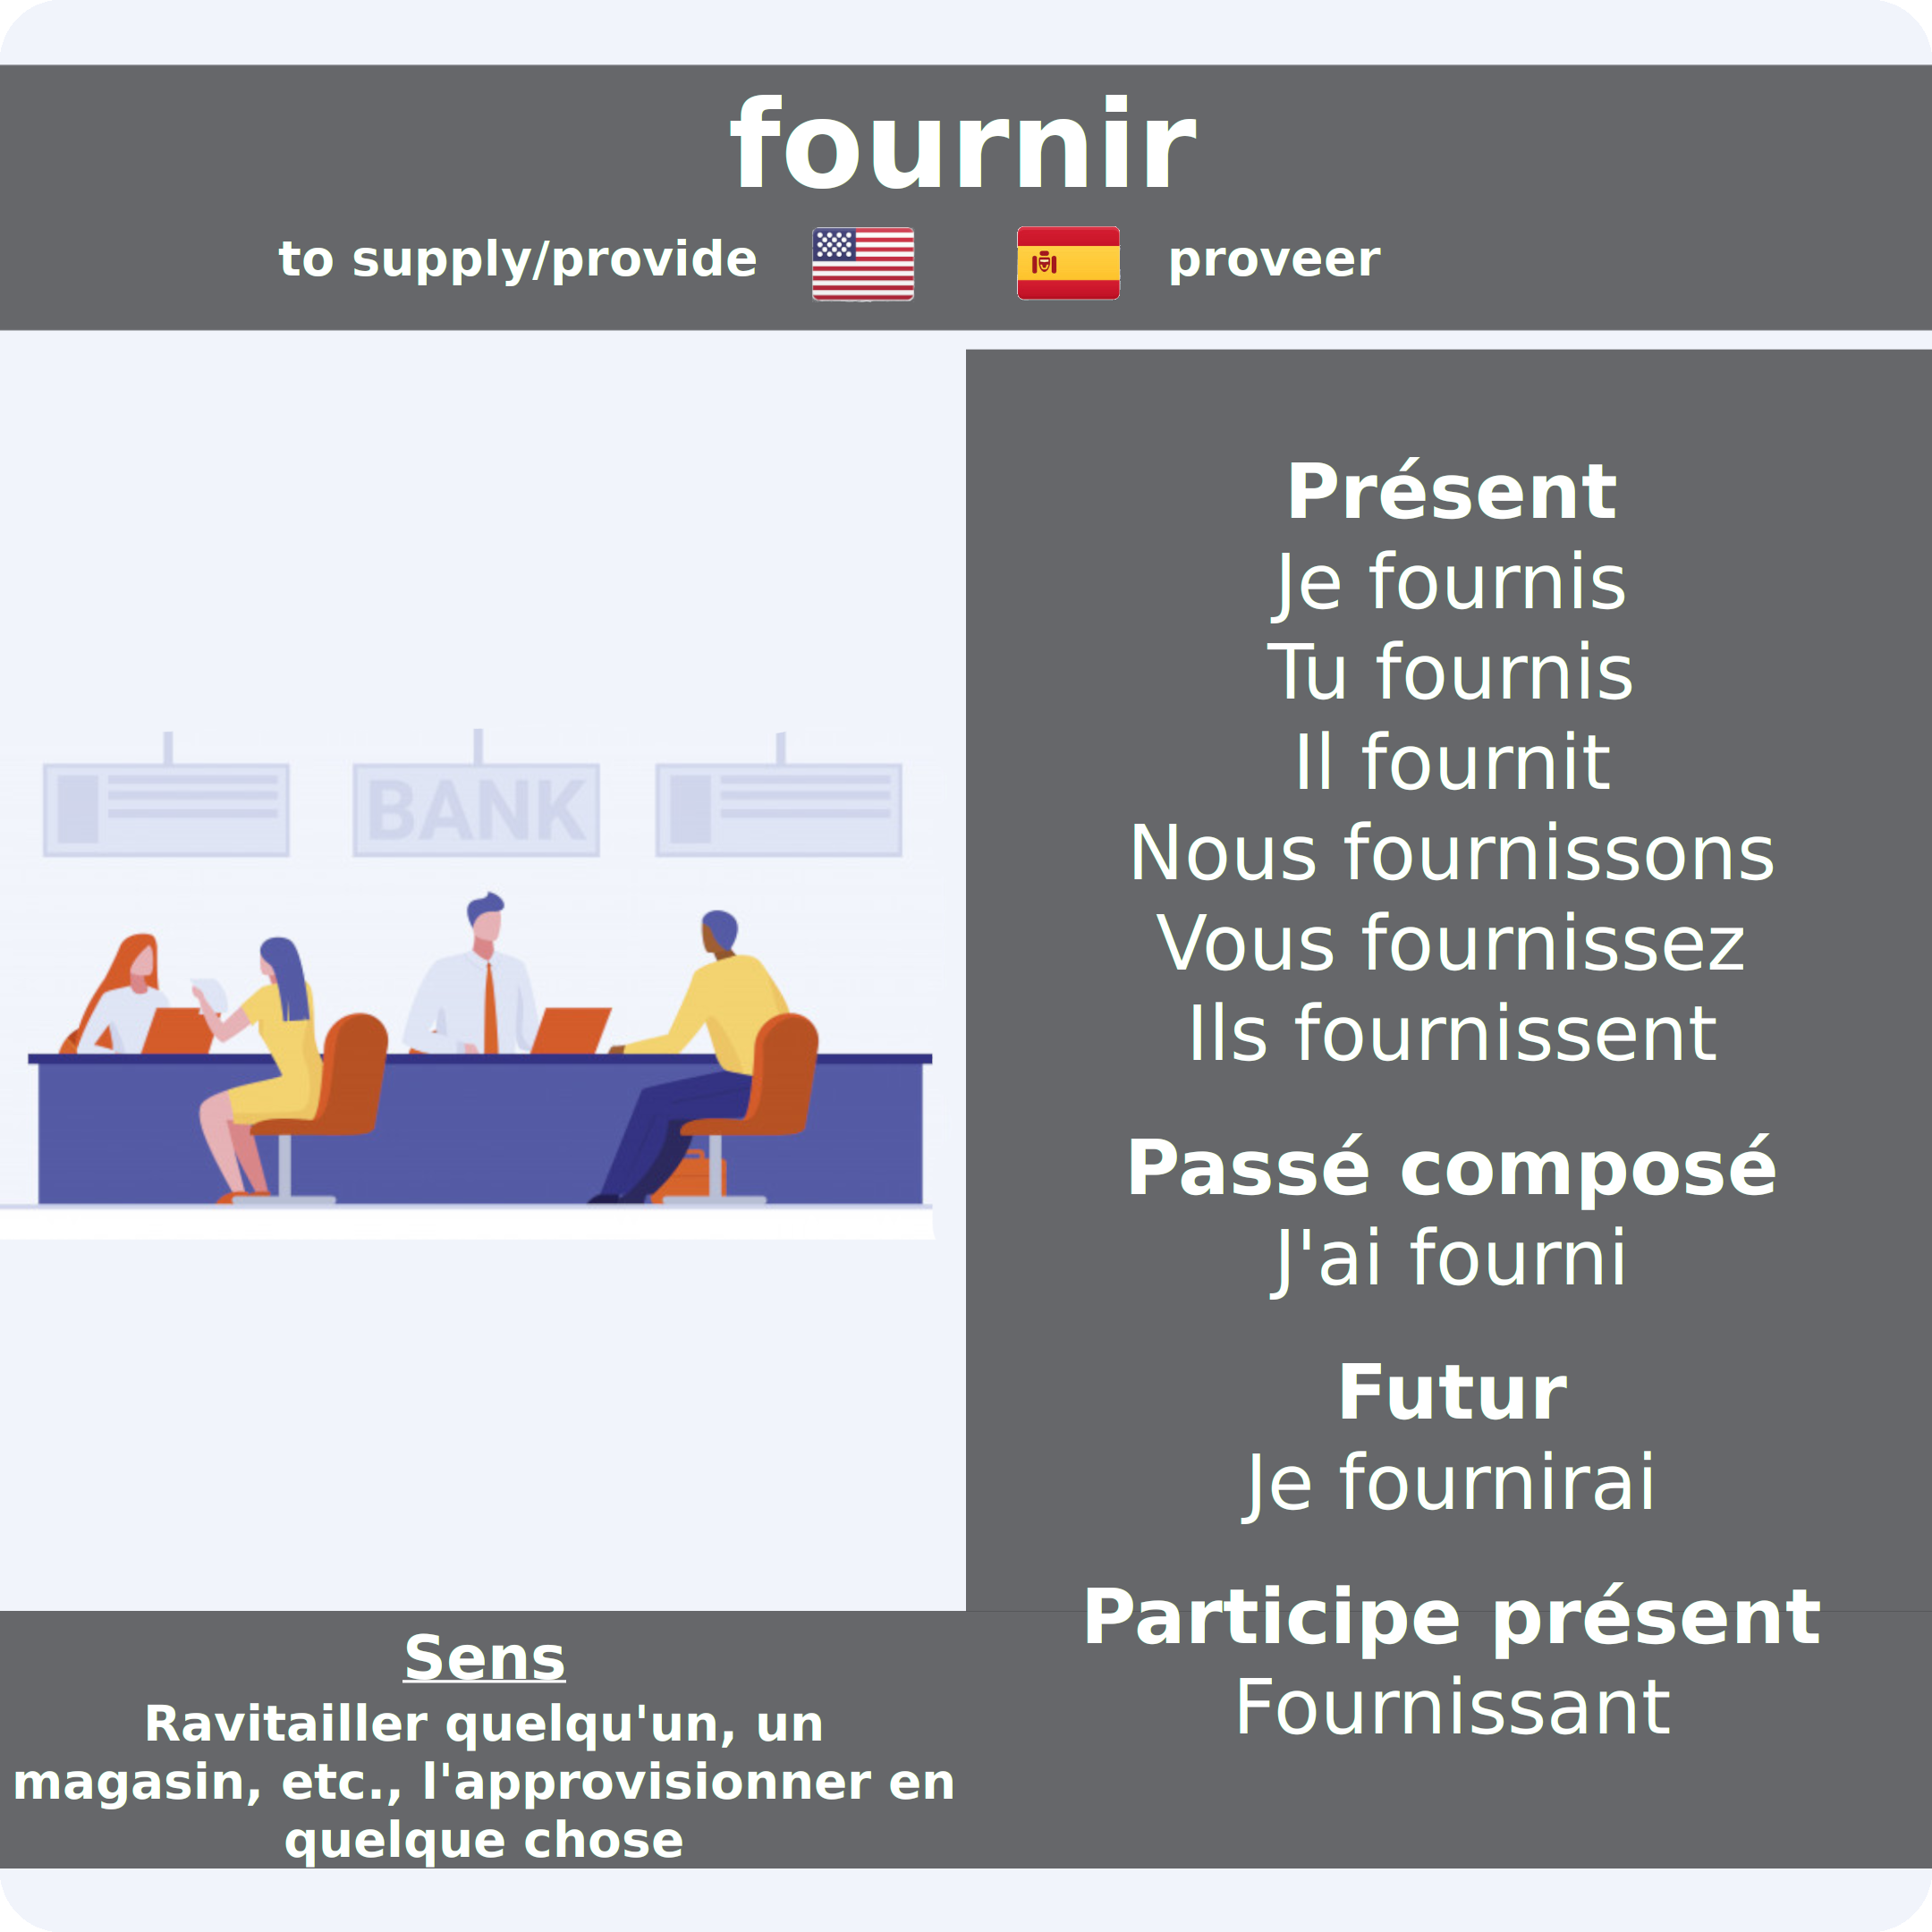 fournir
to supply/provide
proveer
BANK
Présent
Je fournis
Tu fournis
Il fournit
Nous fournissons
Vous fournissez
Ils fournissent
Passé composé
J'ai fourni
Futur
Je fournirai
Participe présent
Fournissant
Sens
Ravitailler quelqu'un, un
magasin, etc., l'approvisionner en
quelque chose